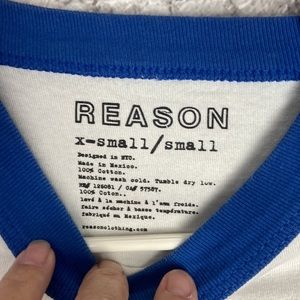 REASON
x-small/small
Designed in NYC.
Made in Mexico.
100% Cotton.
Machine wash cold. Tumble dry low.
RN# 126081 / CA# 57587.
100% Coton.
lavé à la machine à l'eau froide.
faire sécher à basse température.
fabriqué au Mexique.
reasonclothing.com